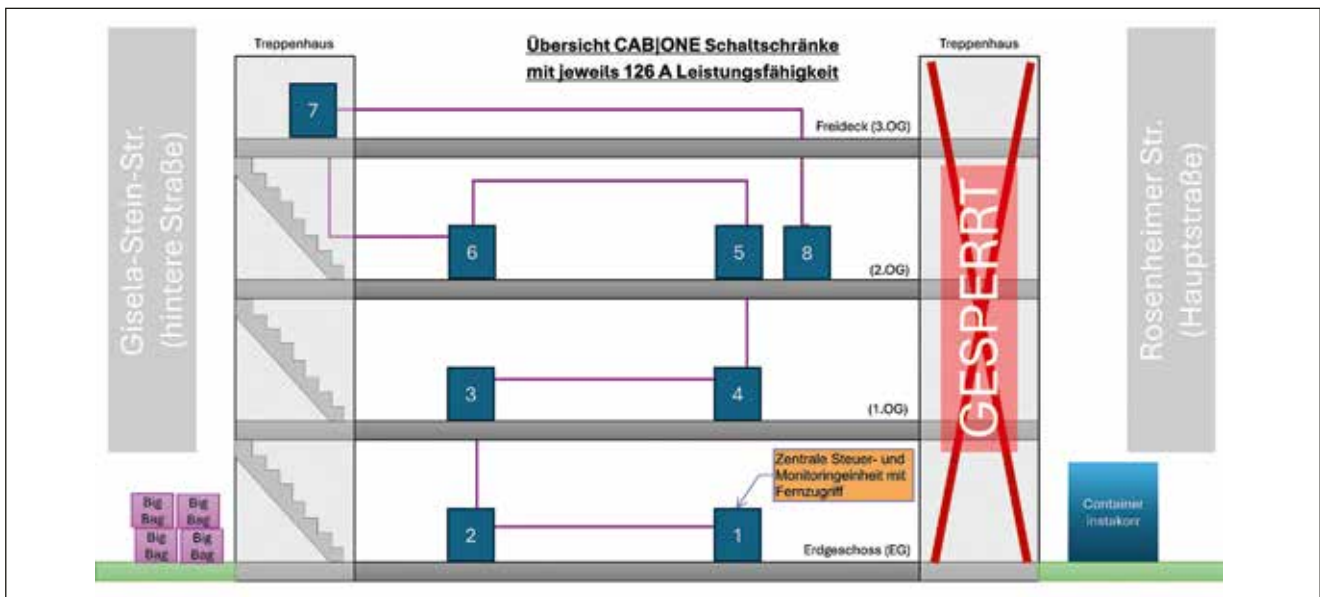 Treppenhaus
Übersicht CAB|ONE Schaltschränke
mit jeweils 126 A Leistungsfähigkeit
Treppenhaus
7
Freideck (3.OG)
Gisela-Stein-Str.
(hintere Straße)
6
5
8
(2.OG)
GESPERRT
Rosenheimer Str.
(Hauptstraße)
3
4
(1.OG)
Zentrale Steuer- und
Monitoringeinheit mit
Fernzugriff
Big
Bag
Big
Bag
Big
Bag
Big
Bag
2
1
Erdgeschoss (EG)
Container
instakorr